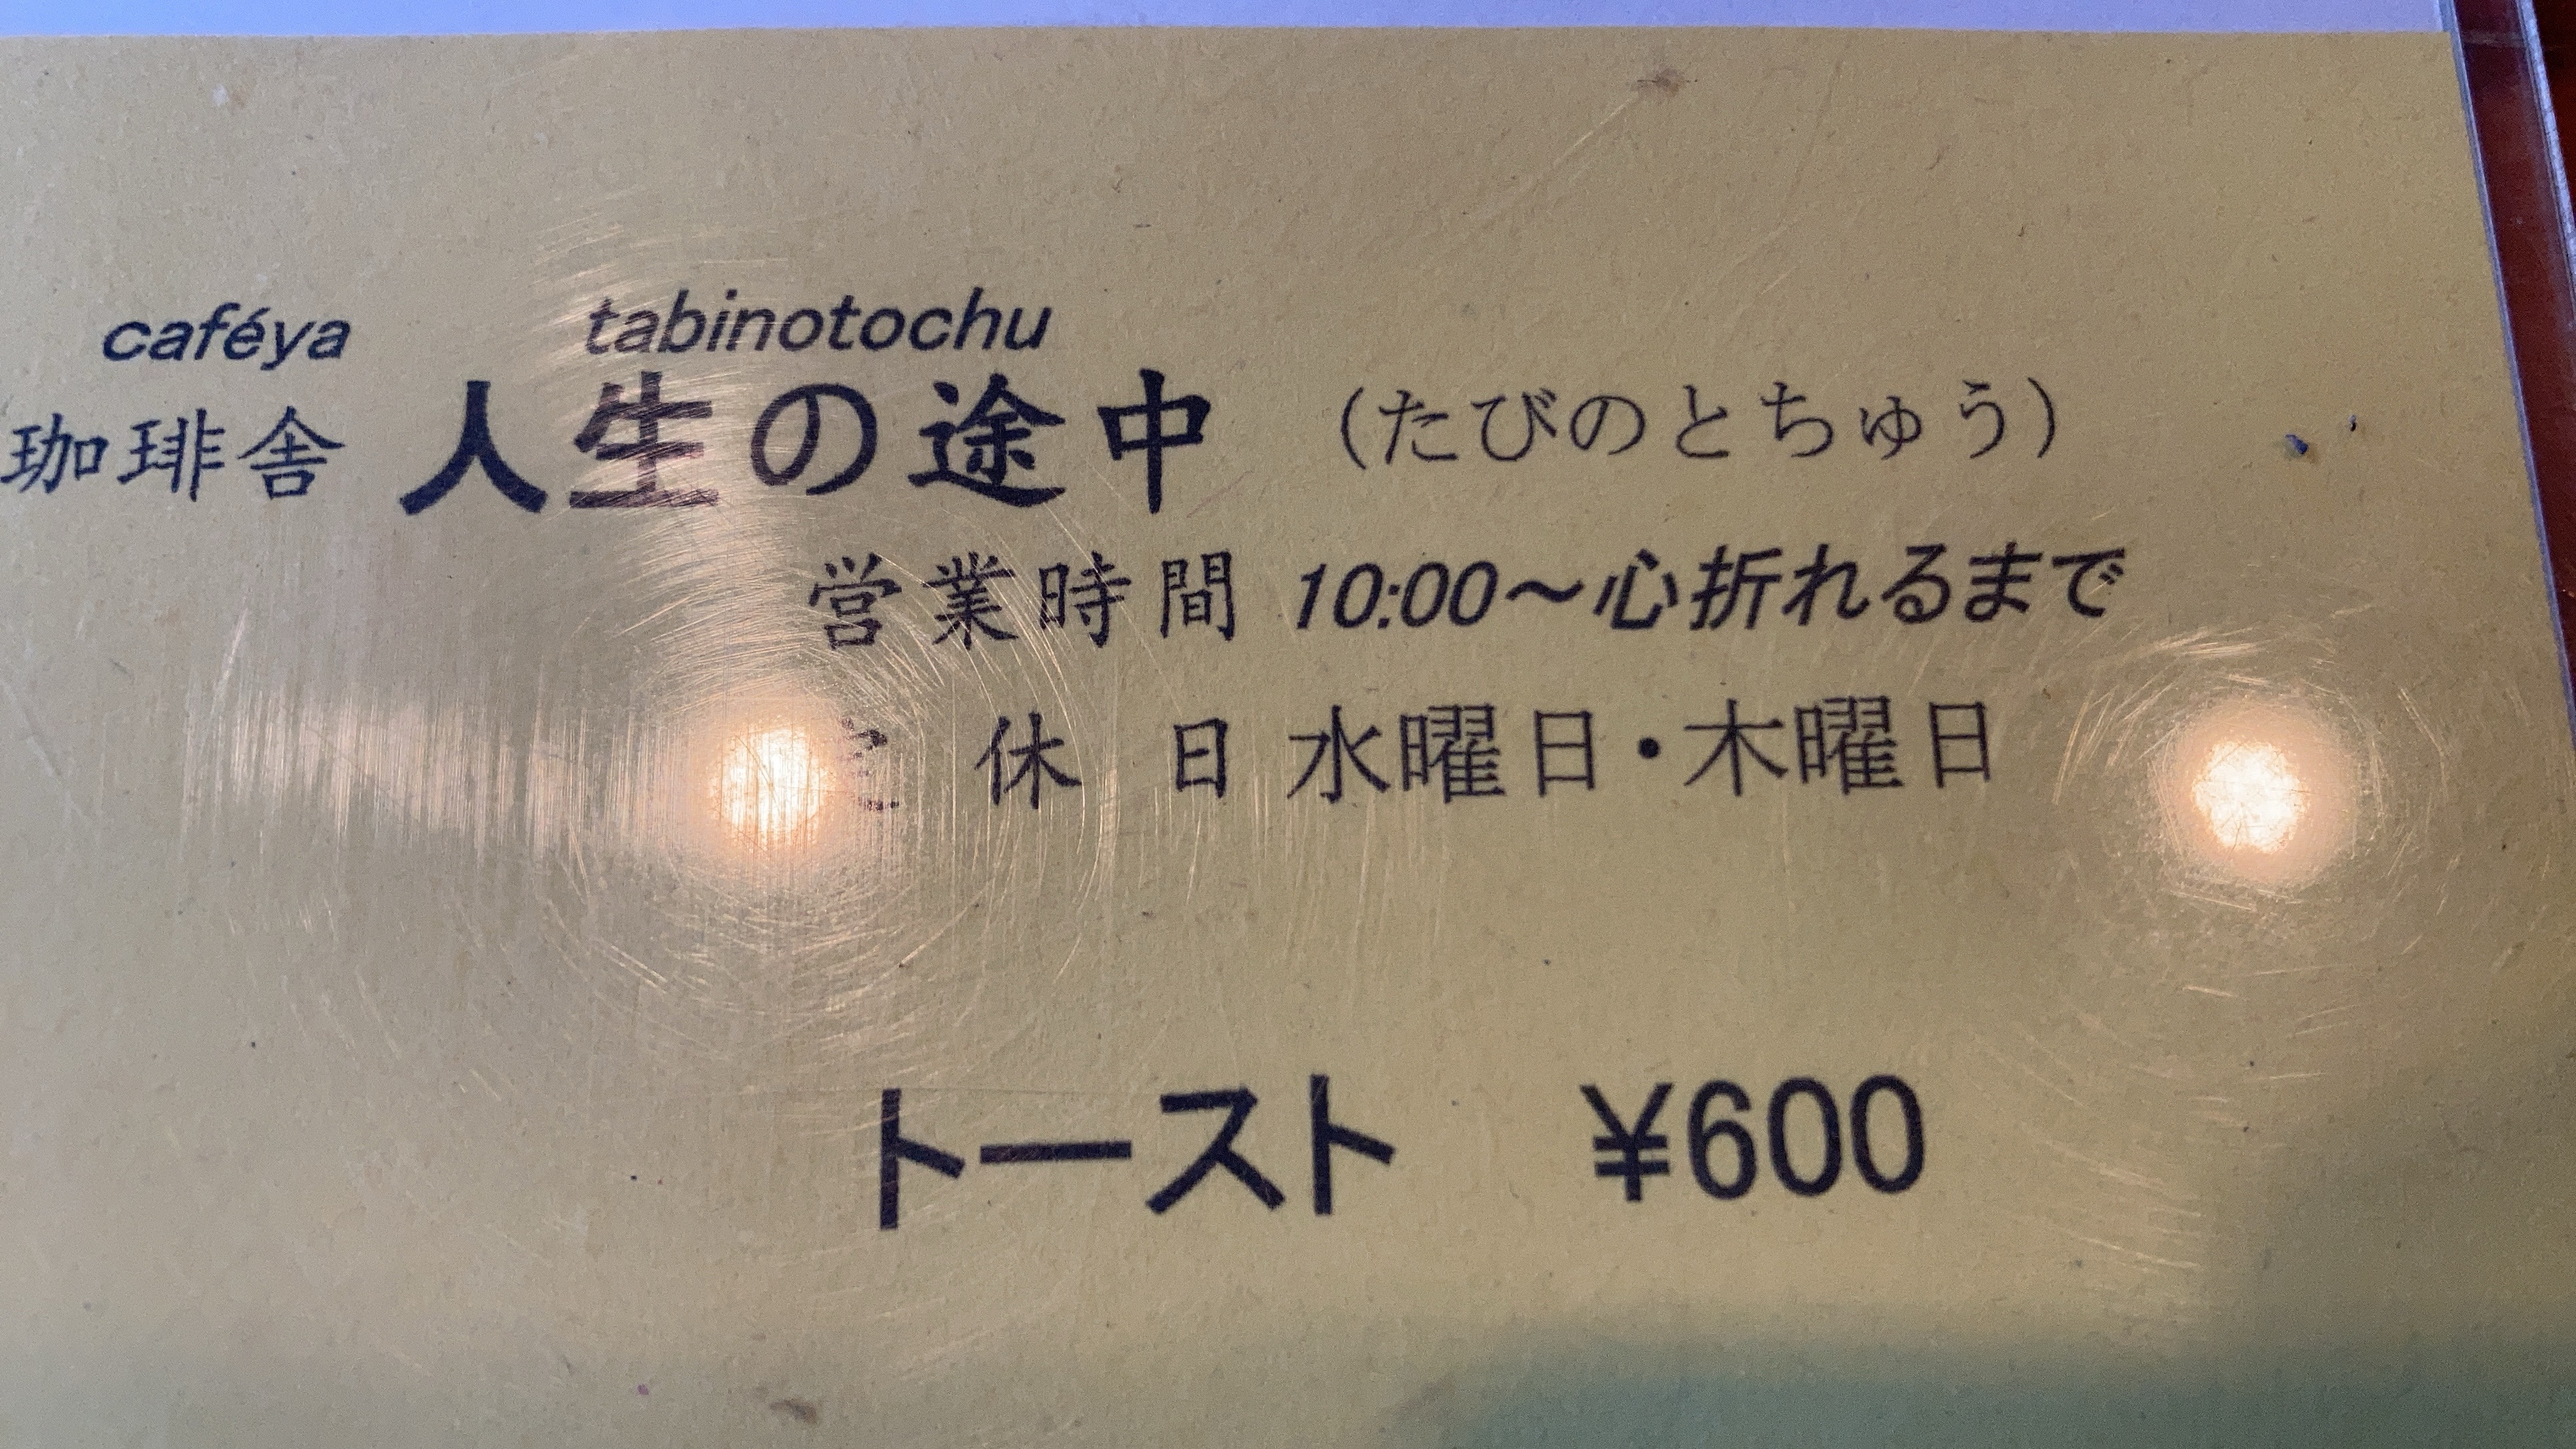 caféya tabinotochu
珈琲舎 人生の途中 （たびのとちゅう）
営業時間 10:00～心折れるまで
定休日 水曜日・木曜日
トースト ¥600